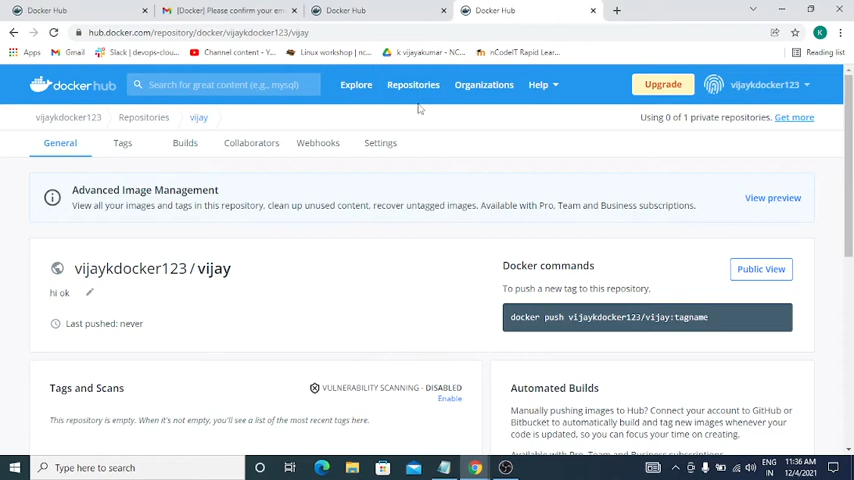 Docker Hub
[Docker] Please confirm your em
Docker Hub
Docker Hub
hub.docker.com/repository/docker/vijaykdocker123/vijay
Apps
Gmail
Slack | devops-clou...
Channel content - Y...
Linux workshop | nc...
k vijayakumar - NC...
nCodeIT Rapid Lear...
Reading list
dockerhub
Search for great content (e.g., mysql)
Explore
Repositories
Organizations
Help
Upgrade
vijaykdocker123
vijaykdocker123
Repositories
vijay
Using 0 of 1 private repositories. Get more
General
Tags
Builds
Collaborators
Webhooks
Settings
Advanced Image Management
View all your images and tags in this repository, clean up unused content, recover untagged images. Available with Pro, Team and Business subscriptions.
View preview
vijaykdocker123 / vijay
hi ok
Last pushed: never
Docker commands
Public View
To push a new tag to this repository,
docker push vijaykdocker123/vijay:tagname
Tags and Scans
VULNERABILITY SCANNING - DISABLED
Enable
This repository is empty. When it's not empty, you'll see a list of the most recent tags here.
Automated Builds
Manually pushing images to Hub? Connect your account to GitHub or
Bitbucket to automatically build and tag new images whenever your
code is updated, so you can focus your time on creating.
Available with Pro, Team and Business subscriptions.
Type here to search
ENG
IN
11:36 AM
12/4/2021